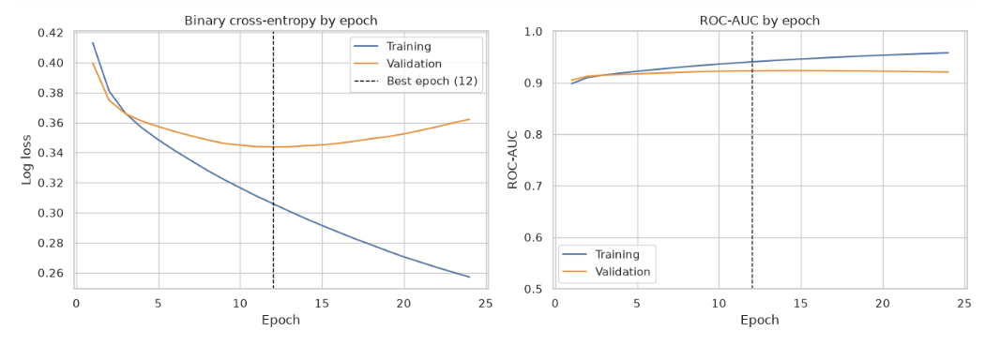 Binary cross-entropy by epoch
0.42
0.40
0.38
0.36
0.34
0.32
0.30
0.28
0.26
Log loss
Training
Validation
Best epoch (12)
0 5 10 15 20 25
Epoch
ROC-AUC by epoch
1.0
0.9
0.8
0.7
0.6
0.5
ROC-AUC
Training
Validation
0 5 10 15 20 25
Epoch